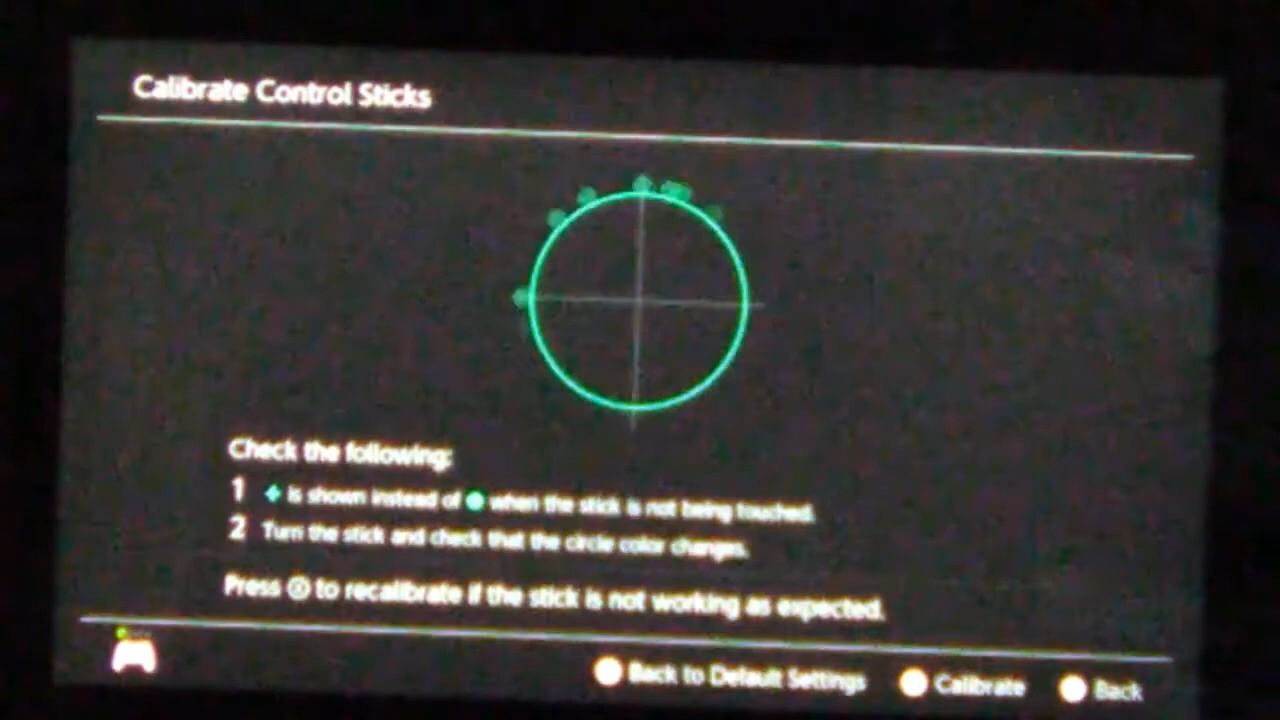 Calibrate Control Sticks
Check the following:
1 is shown instead of when the stick is not being touched.
2 Turn the stick and check that the circle color changes.
Press Ⓧ to recalibrate if the stick is not working as expected.
Back to Default Settings Calibrate Back